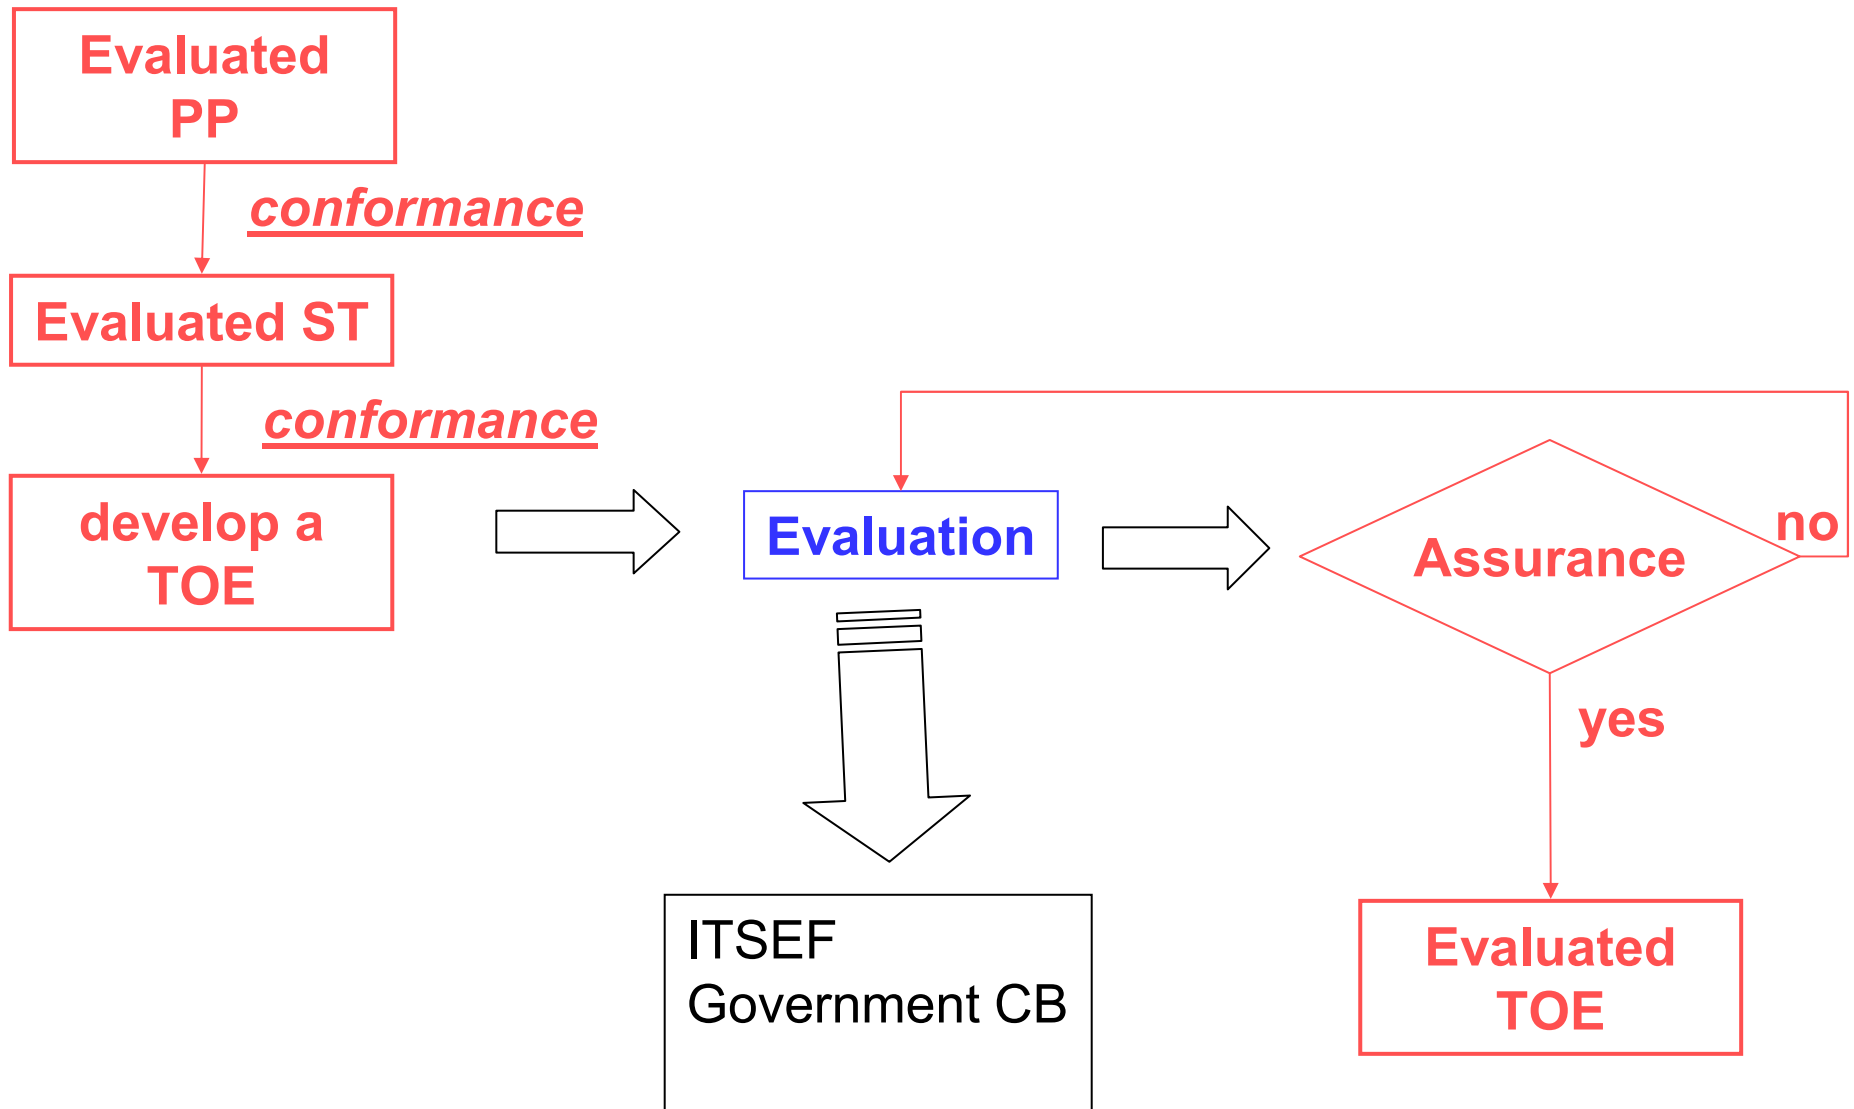 Evaluated
PP
conformance
Evaluated ST
conformance
develop a
TOE
Evaluation
Assurance
no
yes
ITSEF
Government CB
Evaluated
TOE